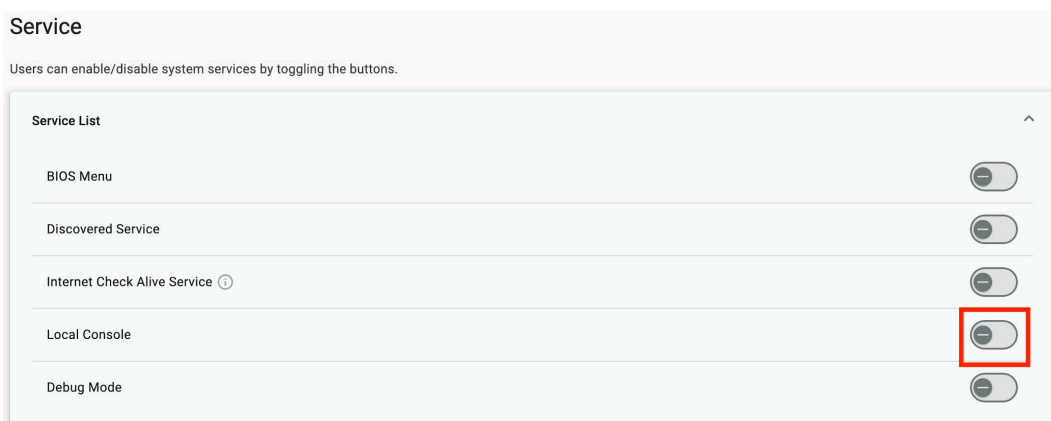 Service
Users can enable/disable system services by toggling the buttons.
Service List
BIOS Menu
Discovered Service
Internet Check Alive Service
Local Console
Debug Mode